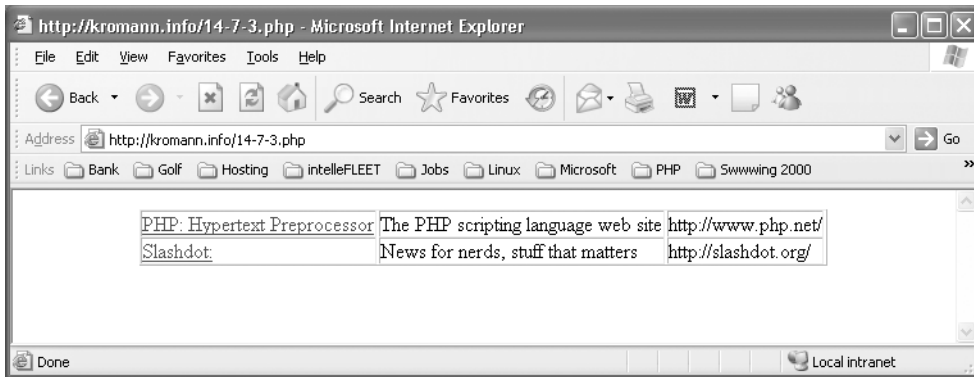 http://kromann.info/14-7-3.php - Microsoft Internet Explorer
File Edit View Favorites Tools Help
Back Search Favorites
Address http://kromann.info/14-7-3.php Go
Links Bank Golf Hosting intelleFLEET Jobs Linux Microsoft PHP Swwwing 2000 »
PHP: Hypertext Preprocessor The PHP scripting language web site http://www.php.net/
Slashdot: News for nerds, stuff that matters http://slashdot.org/
Done Local intranet